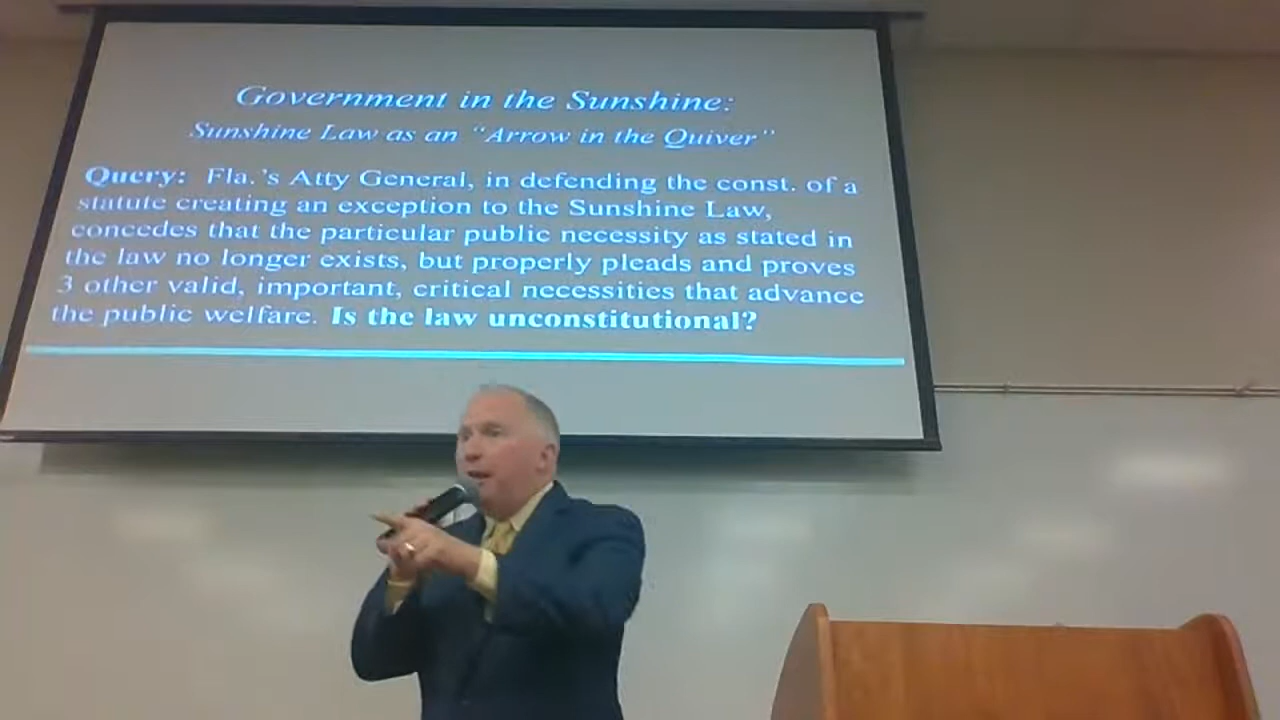 Government in the Sunshine:
Sunshine Law as an "Arrow in the Quiver"
Query: Fla.'s Atty General, in defending the const. of a
statute creating an exception to the Sunshine Law,
concedes that the particular public necessity as stated in
the law no longer exists, but properly pleads and proves
3 other valid, important, critical necessities that advance
the public welfare. Is the law unconstitutional?